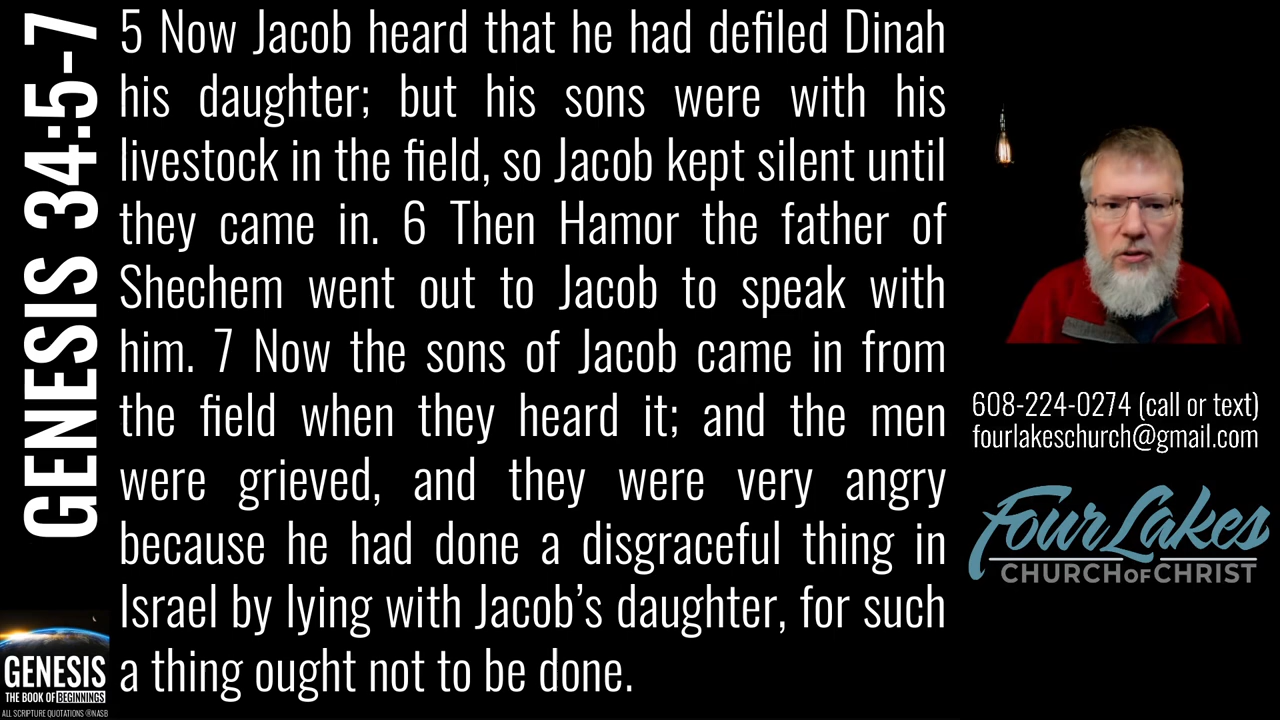 GENESIS 34:5-7
5 Now Jacob heard that he had defiled Dinah
his daughter; but his sons were with his
livestock in the field, so Jacob kept silent until
they came in. 6 Then Hamor the father of
Shechem went out to Jacob to speak with
him. 7 Now the sons of Jacob came in from
the field when they heard it; and the men
were grieved, and they were very angry
because he had done a disgraceful thing in
Israel by lying with Jacob’s daughter, for such
a thing ought not to be done.
608-224-0274 (call or text)
fourlakeschurch@gmail.com
Four Lakes
CHURCH OF CHRIST
GENESIS
THE BOOK OF BEGINNINGS
ALL SCRIPTURE QUOTATIONS ®NASB